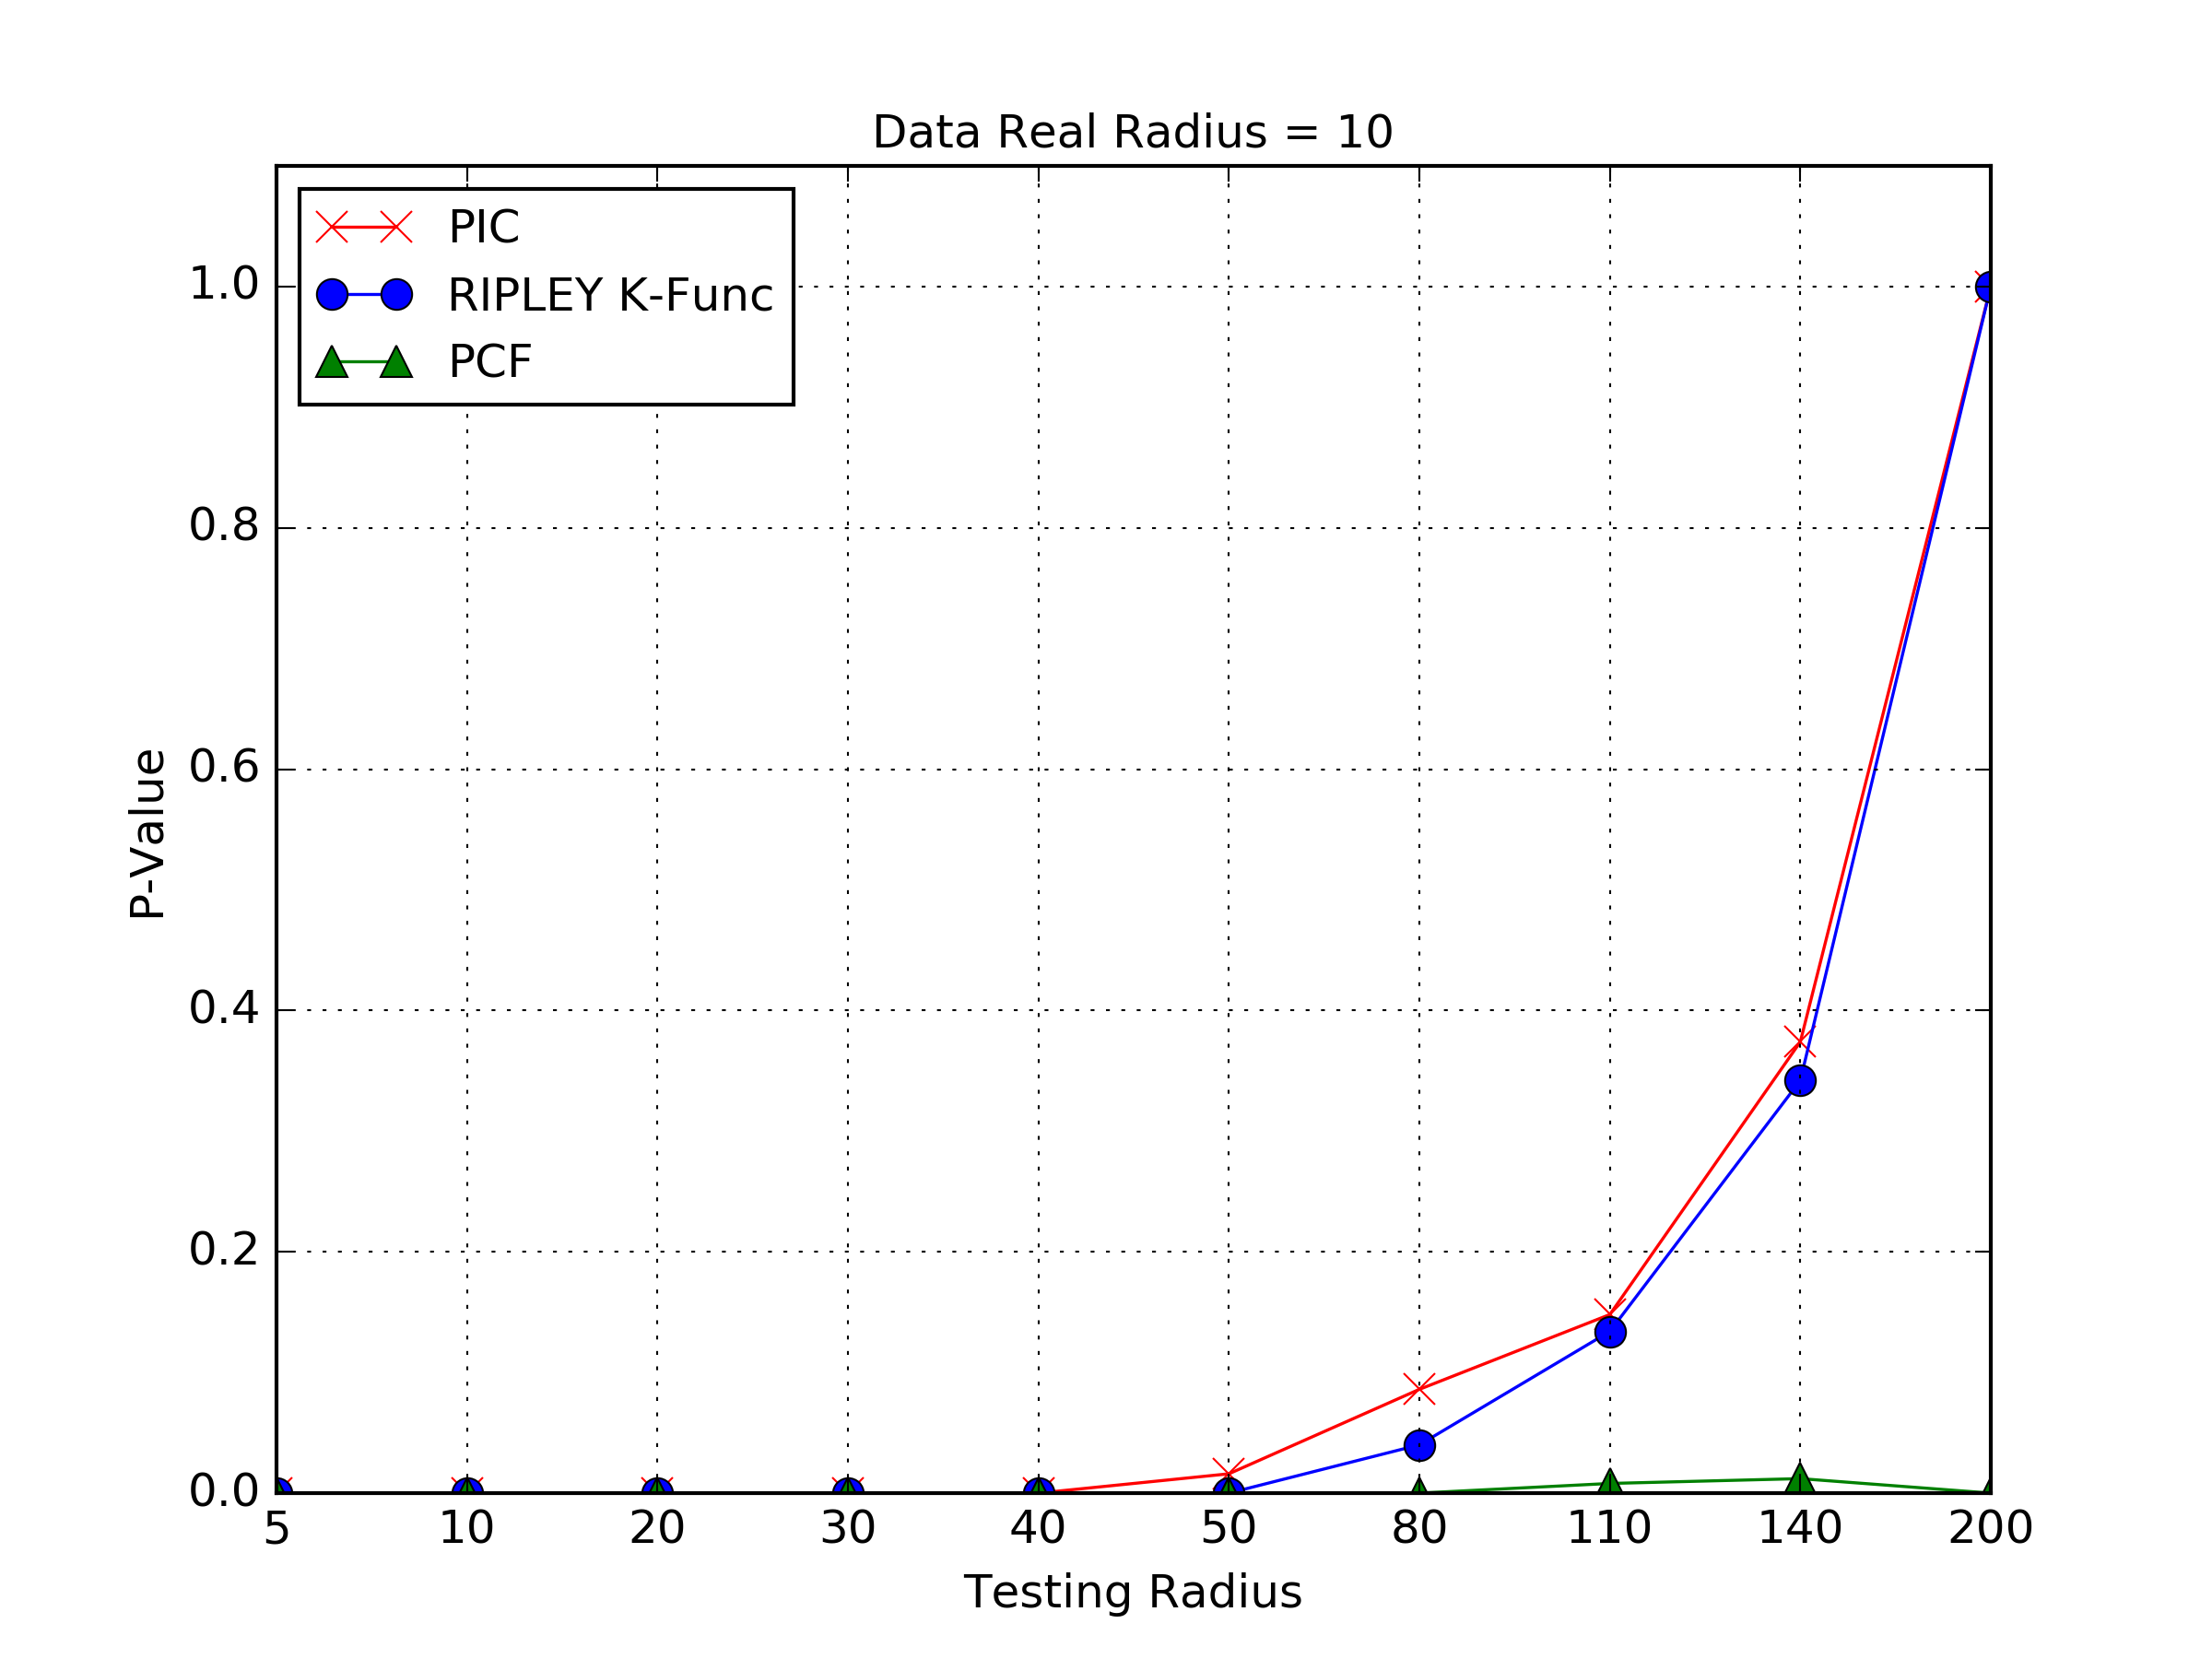 Data Real Radius = 10
PIC
RIPLEY K-Func
PCF
1.0
0.8
0.6
0.4
0.2
0.0
P-Value
5 10 20 30 40 50 80 110 140 200
Testing Radius